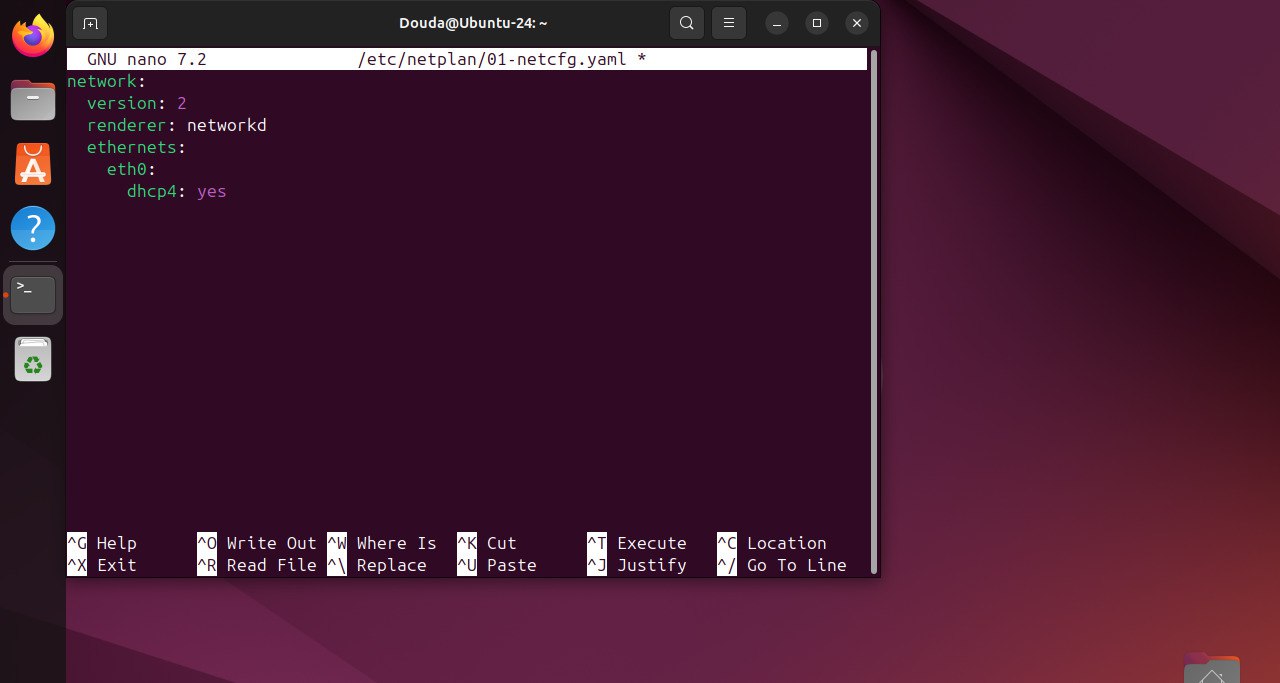 Douda@Ubuntu-24: ~
GNU nano 7.2 /etc/netplan/01-netcfg.yaml *
network:
  version: 2
  renderer: networkd
  ethernets:
    eth0:
      dhcp4: yes
^G Help ^O Write Out ^W Where Is ^K Cut ^T Execute ^C Location
^X Exit ^R Read File ^\ Replace ^U Paste ^J Justify ^/ Go To Line